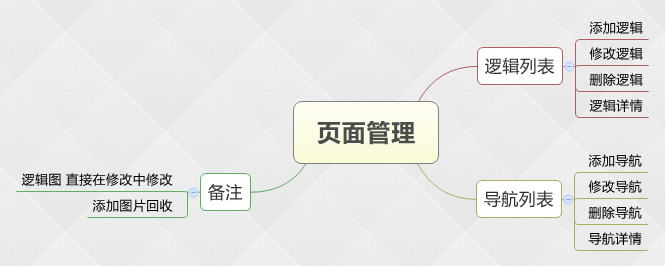 页面管理
逻辑列表
添加逻辑
修改逻辑
删除逻辑
逻辑详情
导航列表
添加导航
修改导航
删除导航
导航详情
备注
逻辑图 直接在修改中修改
添加图片回收